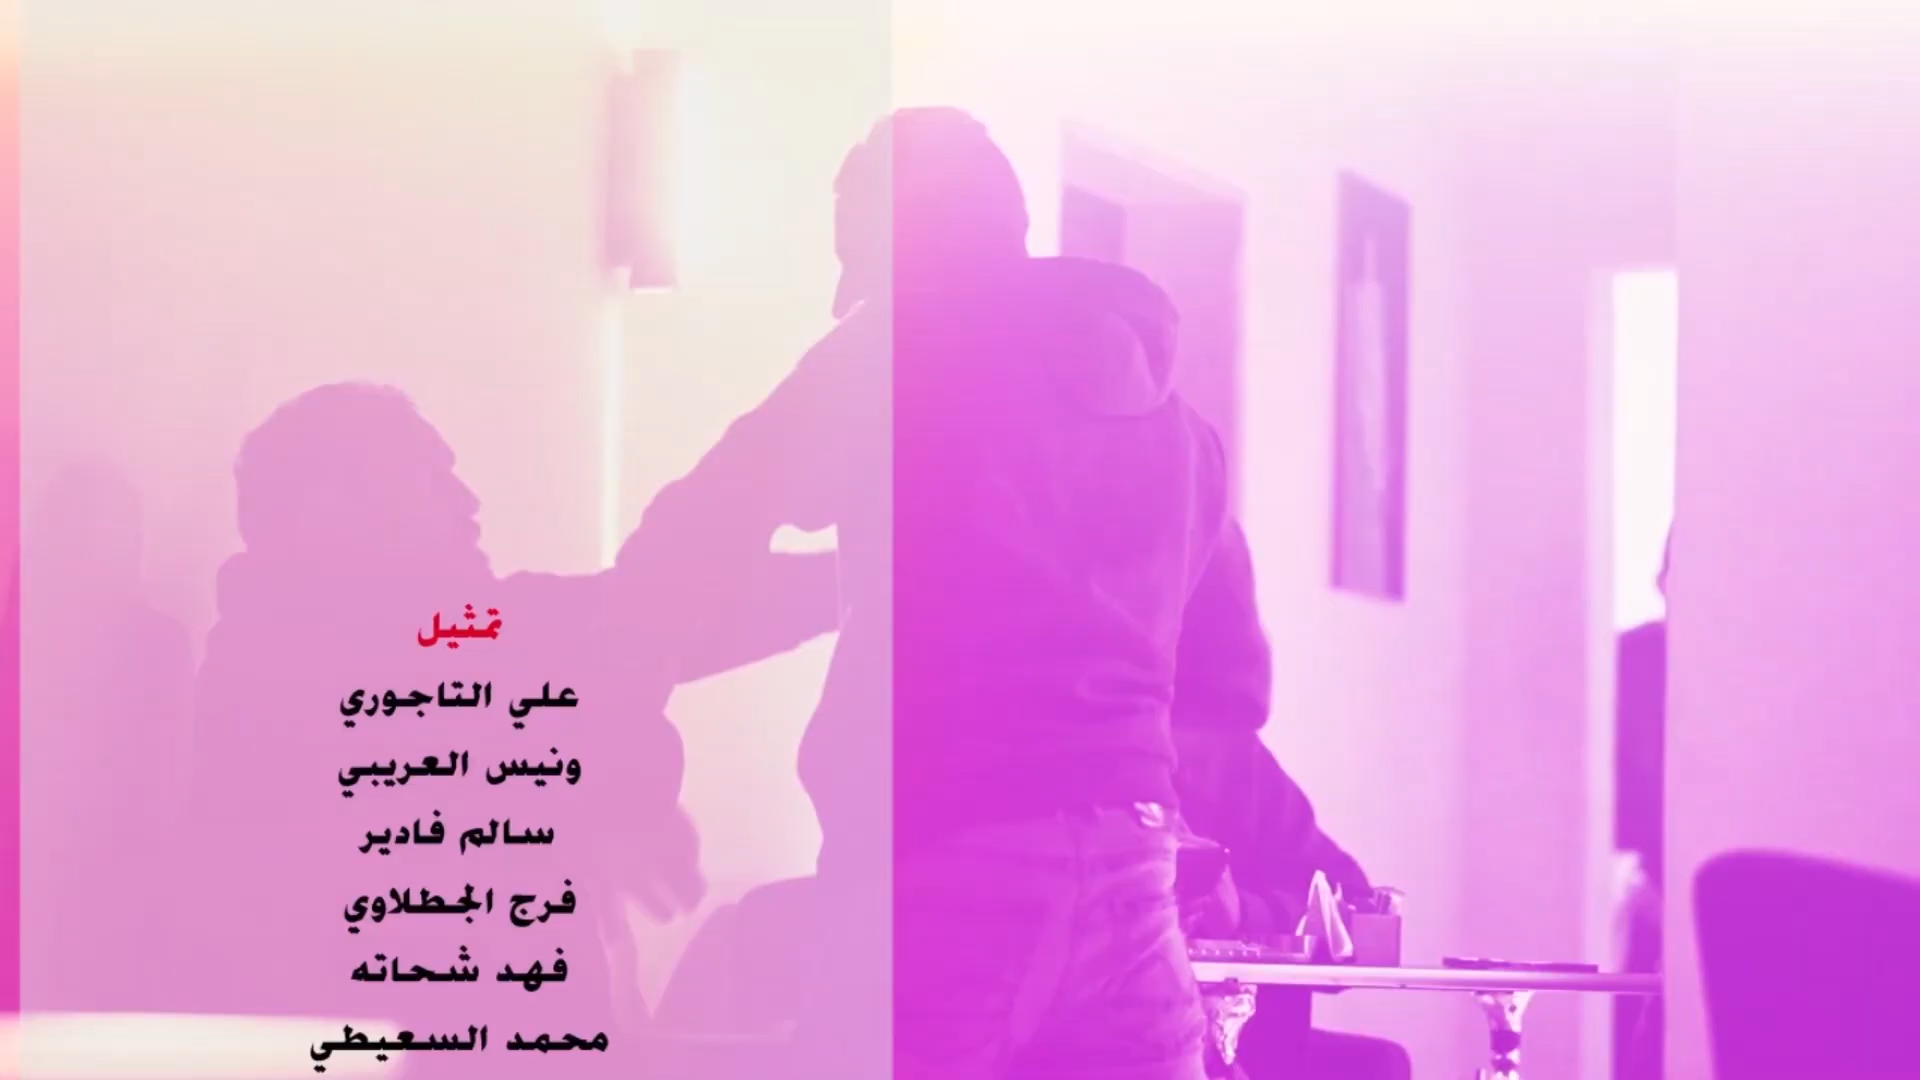 تمثيل
علي التاجوري
ونيس العريبي
سالم فادير
فرج الجطلاوي
فهد شحاته
محمد السعيطي